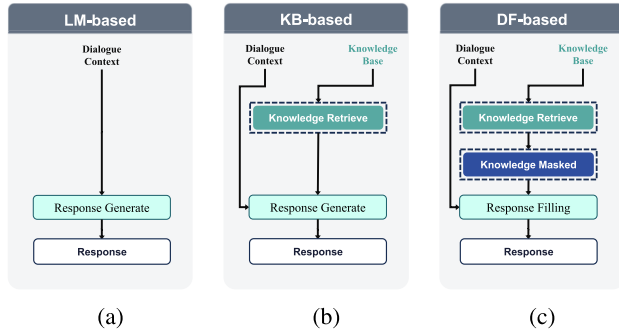 LM-based
Dialogue
Context
Response Generate
Response
(a)
KB-based
Dialogue
Context
Knowledge
Base
Knowledge Retrieve
Response Generate
Response
(b)
DF-based
Dialogue
Context
Knowledge
Base
Knowledge Retrieve
Knowledge Masked
Response Filling
Response
(c)